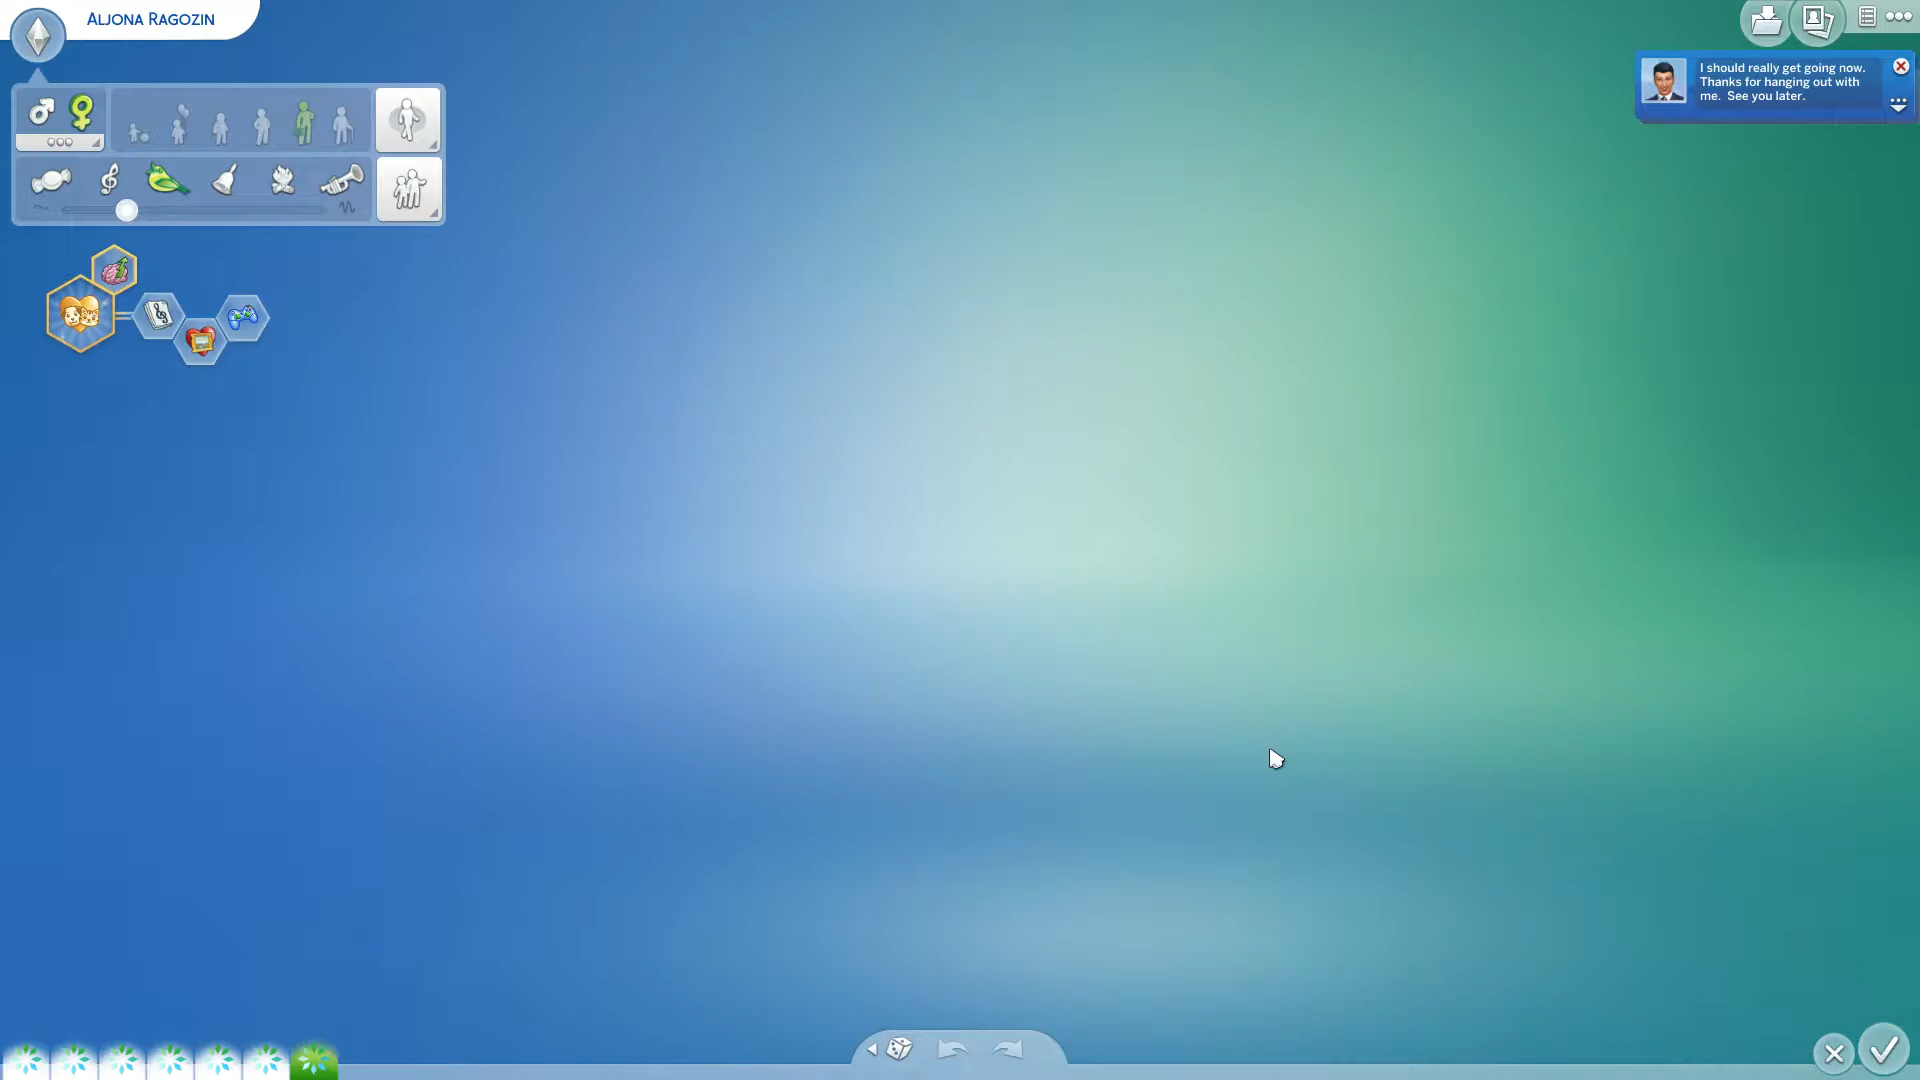 Aljona Ragozin
I should really get going now.
Thanks for hanging out with
me.  See you later.